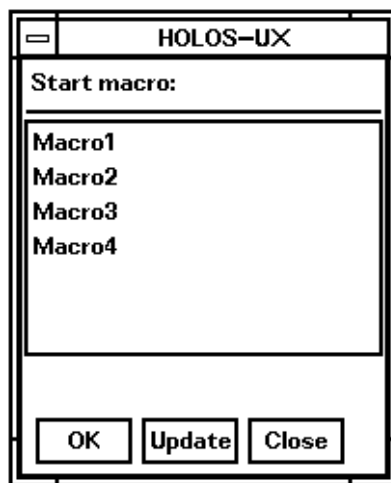 HOLOS-UX
Start macro:
Macro1
Macro2
Macro3
Macro4
OK Update Close